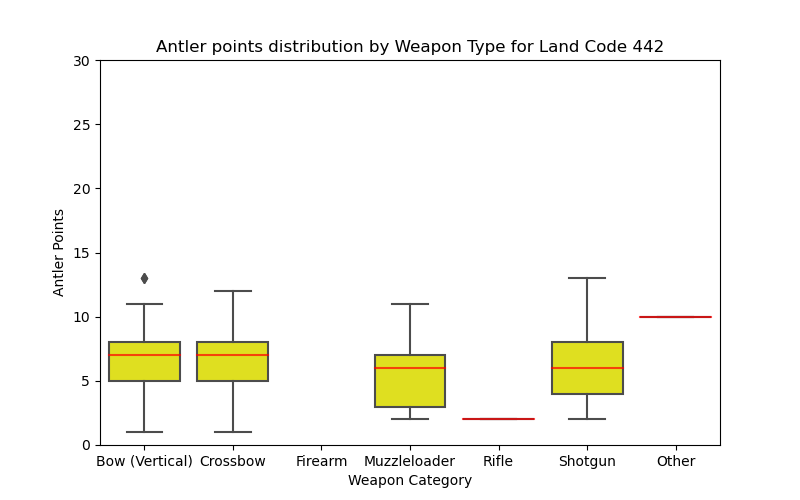 Antler points distribution by Weapon Type for Land Code 442
30
25
20
15
10
5
0
Antler Points
Bow (Vertical) Crossbow Firearm Muzzleloader Rifle Shotgun Other
Weapon Category